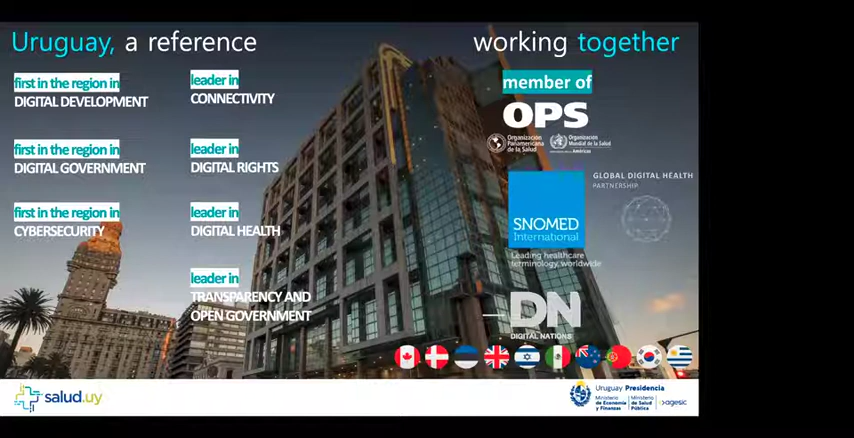 Uruguay, a reference
working together
first in the region in
DIGITAL DEVELOPMENT
first in the region in
DIGITAL GOVERNMENT
first in the region in
CYBERSECURITY
leader in
CONNECTIVITY
leader in
DIGITAL RIGHTS
leader in
DIGITAL HEALTH
leader in
TRANSPARENCY AND
OPEN GOVERNMENT
member of
OPS
Organización
Panamericana
de la Salud
Organización
Mundial de la Salud
Américas
GLOBAL DIGITAL HEALTH
PARTNERSHIP
SNOMED
International
Leading healthcare
terminology, worldwide
DN
DIGITAL NATIONS
salud.uy
Uruguay Presidencia
Ministerio
de Economía
y Finanzas
Ministerio
de Salud
Pública
agesic